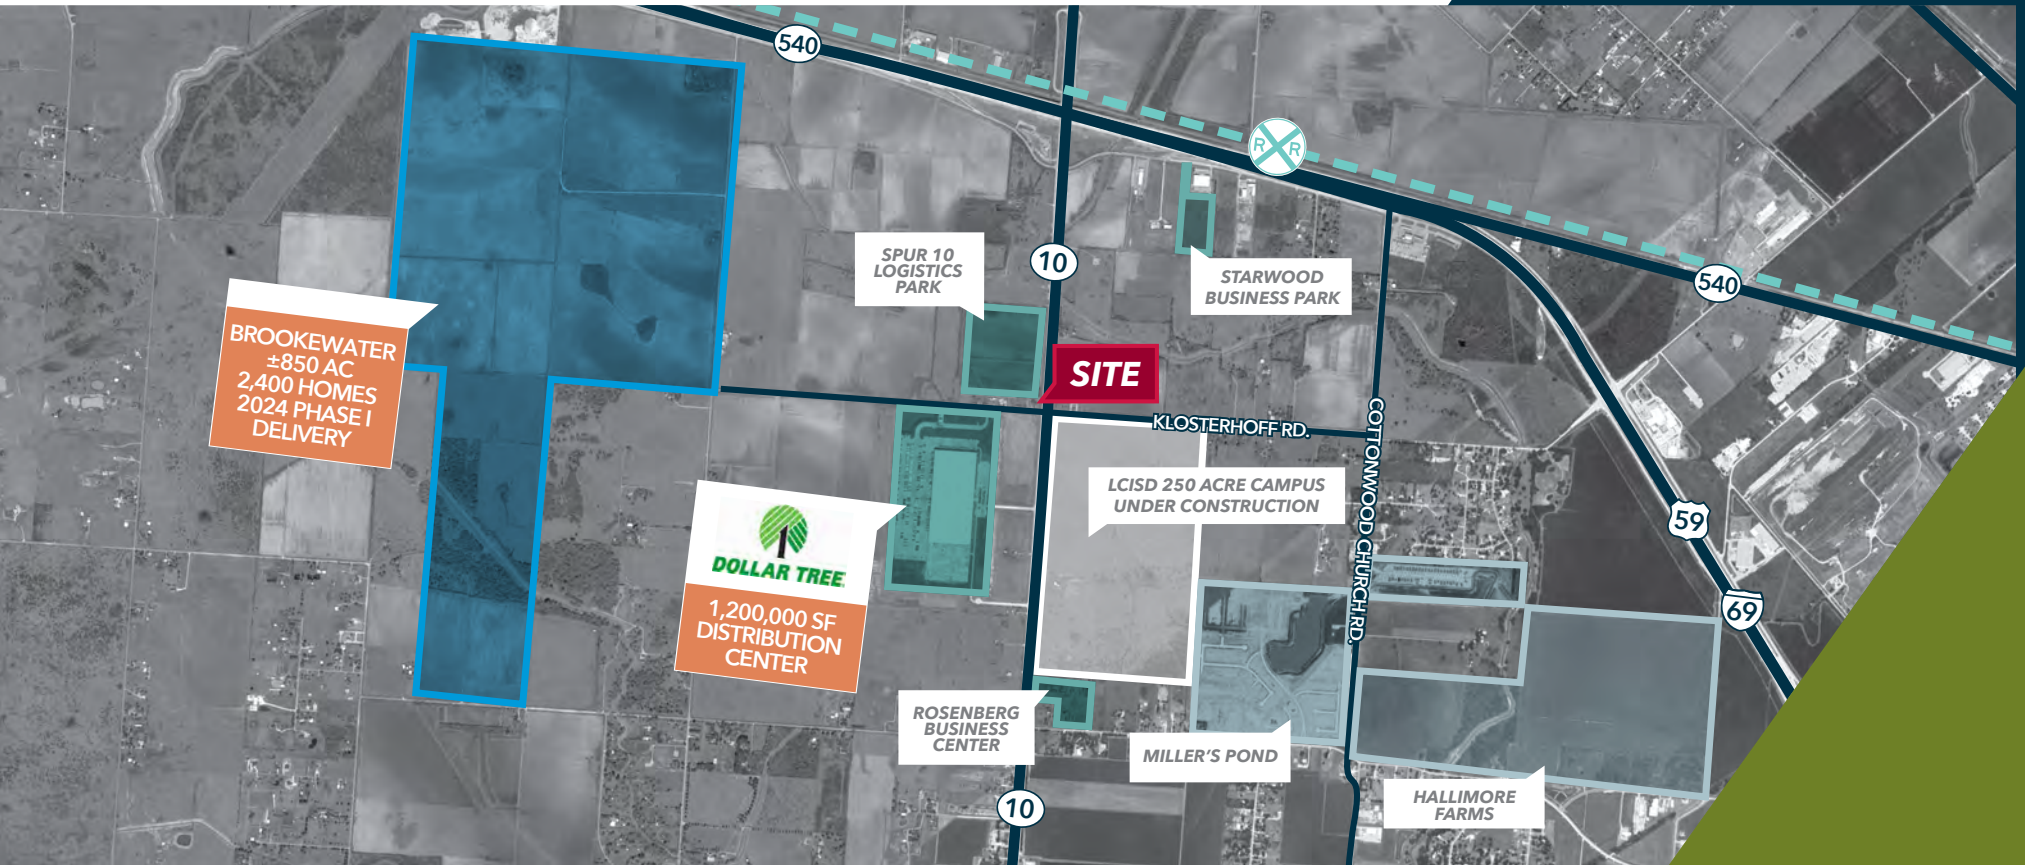 540
R R
10
SPUR 10
LOGISTICS
PARK
STARWOOD
BUSINESS PARK
540
BROOKEWATER
±850 AC
2,400 HOMES
2024 PHASE I
DELIVERY
SITE
KLOSTERHOFF RD.
COTTONWOOD CHURCH RD.
LCISD 250 ACRE CAMPUS
UNDER CONSTRUCTION
59
DOLLAR TREE
1,200,000 SF
DISTRIBUTION
CENTER
69
ROSENBERG
BUSINESS
CENTER
MILLER'S POND
10
HALLIMORE
FARMS